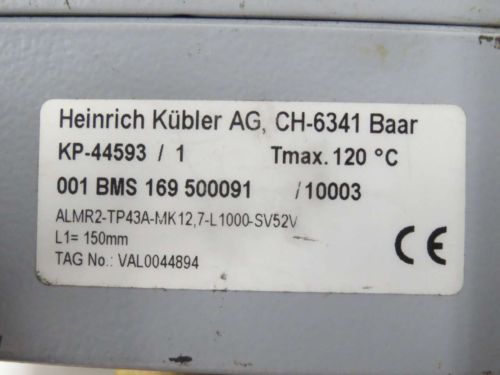 Heinrich Kübler AG, CH-6341 Baar
KP-44593 / 1 Tmax. 120 °C
001 BMS 169 500091 /10003
ALMR2-TP43A-MK12,7-L1000-SV52V
L1= 150mm
TAG No.: VAL0044894
CE